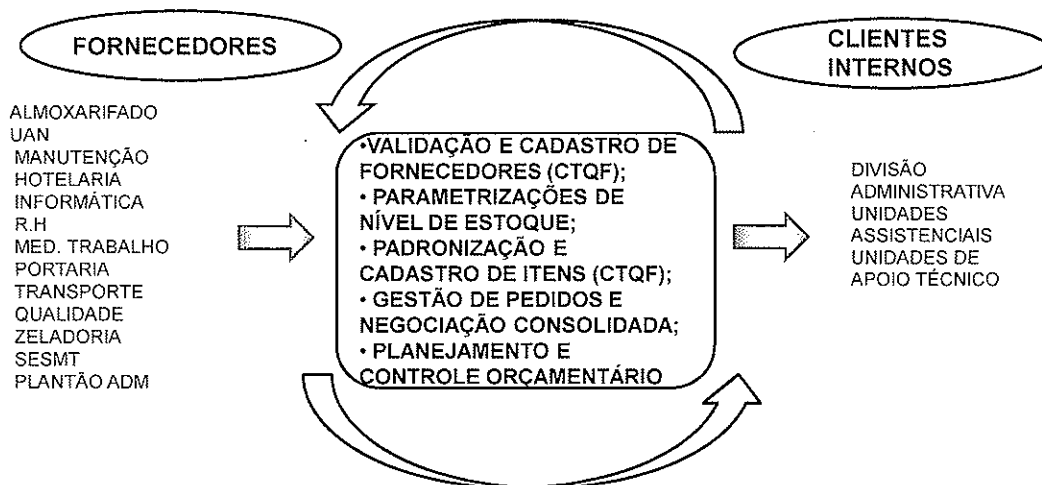 FORNECEDORES
CLIENTES
INTERNOS
ALMOXARIFADO
UAN
MANUTENÇÃO
HOTELARIA
INFORMÁTICA
R.H
MED. TRABALHO
PORTARIA
TRANSPORTE
QUALIDADE
ZELADORIA
SESMT
PLANTÃO ADM
•VALIDAÇÃO E CADASTRO DE
FORNECEDORES (CTQF);
• PARAMETRIZAÇÕES DE
NÍVEL DE ESTOQUE;
• PADRONIZAÇÃO E
CADASTRO DE ITENS (CTQF);
• GESTÃO DE PEDIDOS E
NEGOCIAÇÃO CONSOLIDADA;
• PLANEJAMENTO E
CONTROLE ORÇAMENTÁRIO
DIVISÃO
ADMINISTRATIVA
UNIDADES
ASSISTENCIAIS
UNIDADES DE
APOIO TÉCNICO